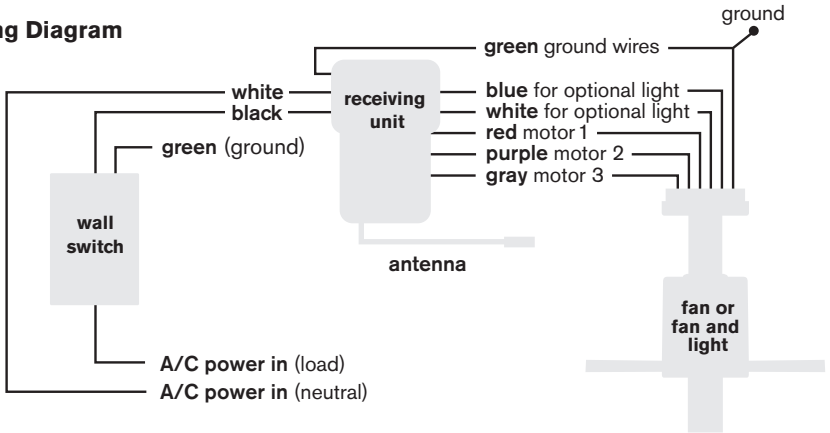 ng Diagram
ground
green ground wires
white
black
green (ground)
receiving
unit
blue for optional light
white for optional light
red motor 1
purple motor 2
gray motor 3
wall
switch
antenna
fan or
fan and
light
A/C power in (load)
A/C power in (neutral)